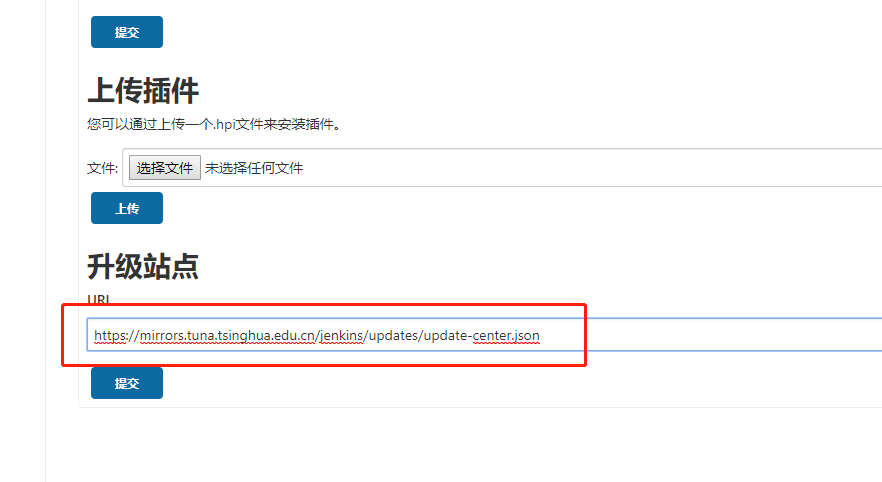 提交
上传插件
您可以通过上传一个.hpi文件来安装插件。
文件: 选择文件 未选择任何文件
上传
升级站点
URL
https://mirrors.tuna.tsinghua.edu.cn/jenkins/updates/update-center.json
提交